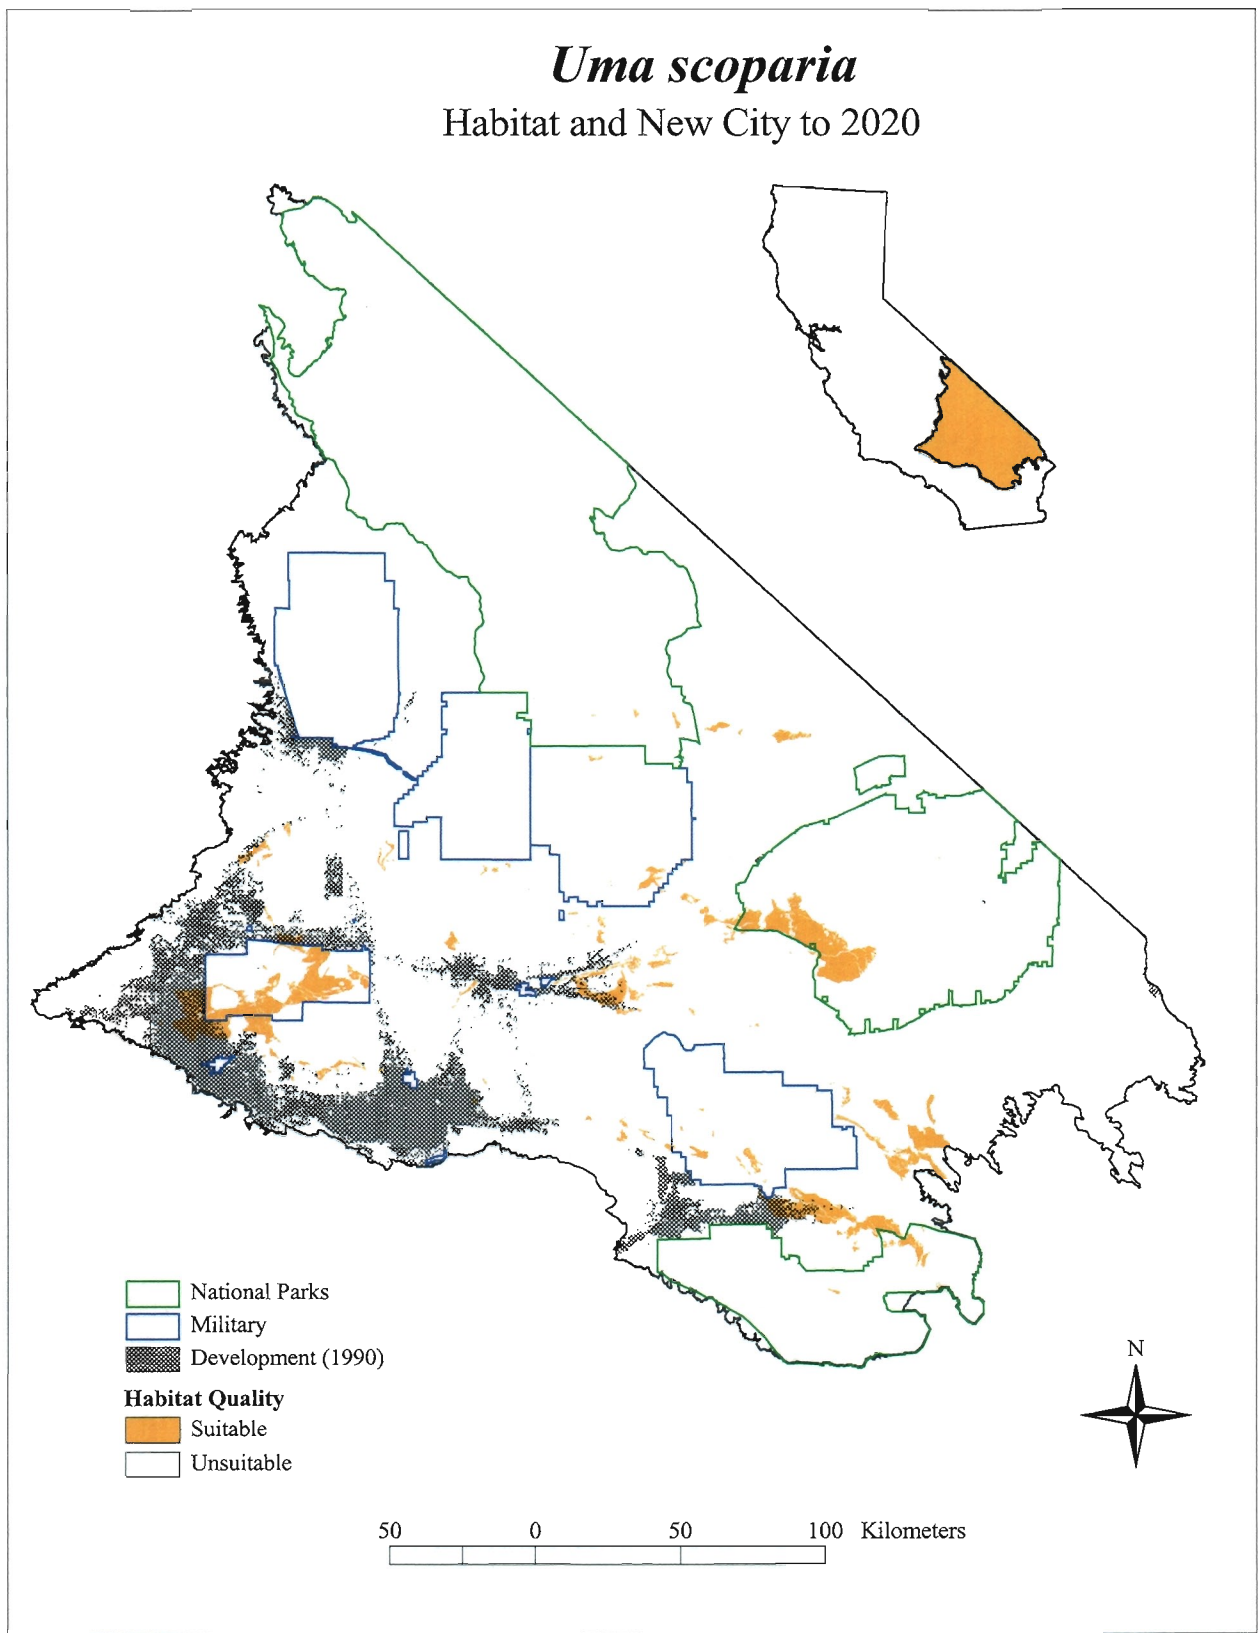 Uma scoparia
Habitat and New City to 2020
National Parks
Military
Development (1990)
Habitat Quality
Suitable
Unsuitable
N
50 0 50 100 Kilometers